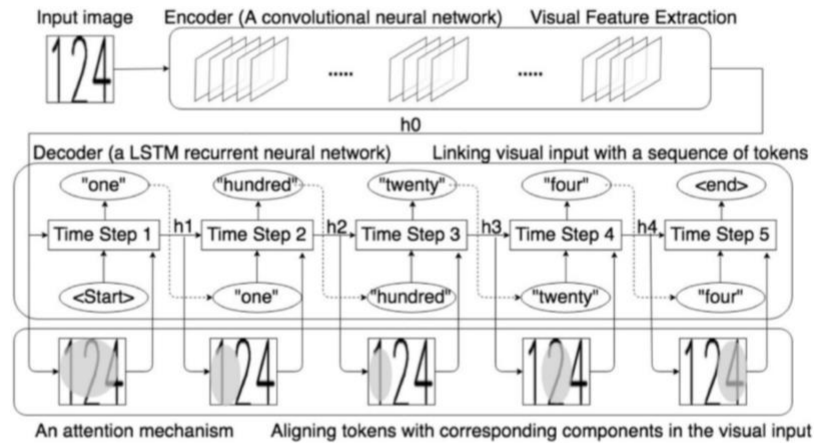 Input image Encoder (A convolutional neural network) Visual Feature Extraction
124
..... .....
h0
Decoder (a LSTM recurrent neural network) Linking visual input with a sequence of tokens
"one" "hundred" "twenty" "four" <end>
Time Step 1 h1 Time Step 2 h2 Time Step 3 h3 Time Step 4 h4 Time Step 5
<Start> "one" "hundred" "twenty" "four"
124 124 124 124 124
An attention mechanism Aligning tokens with corresponding components in the visual input